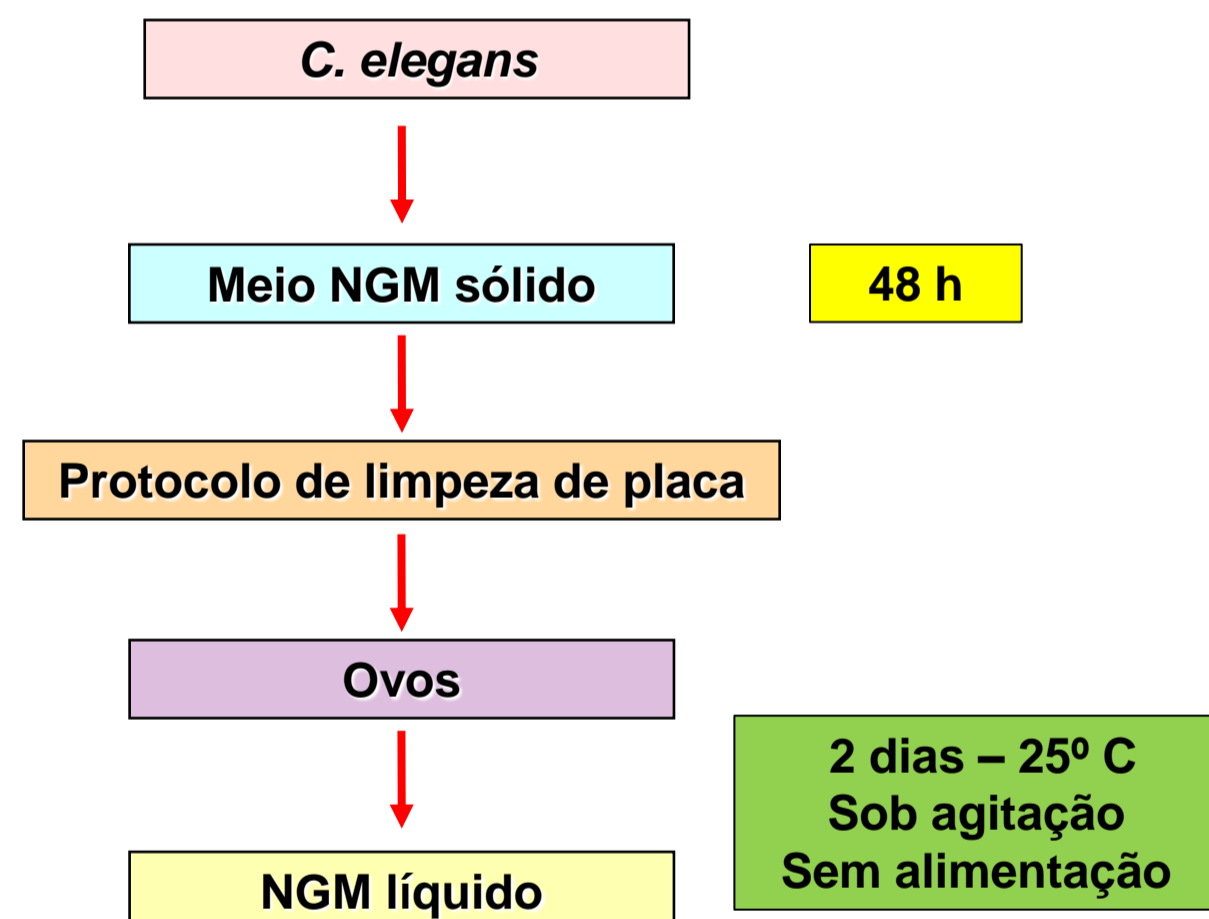 C. elegans
Meio NGM sólido
48 h
Protocolo de limpeza de placa
Ovos
2 dias – 25º C
Sob agitação
Sem alimentação
NGM líquido